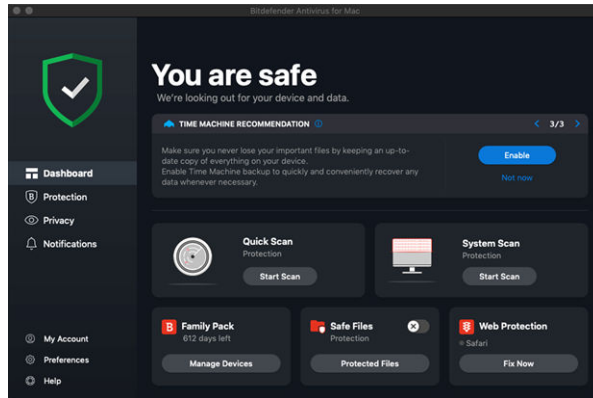 Bitdefender Antivirus for Mac
You are safe
We're looking out for your device and data.
TIME MACHINE RECOMMENDATION
3/3
Make sure you never lose your important files by keeping an up-to-
date copy of everything on your device.
Enable Time Machine backup to quickly and conveniently recover any
data whenever necessary.
Enable
Not now
Dashboard
B Protection
Privacy
Notifications
Quick Scan
Protection
Start Scan
System Scan
Protection
Start Scan
B Family Pack
612 days left
Manage Devices
Safe Files
Protection
Protected Files
Web Protection
Safari
Fix Now
My Account
Preferences
Help